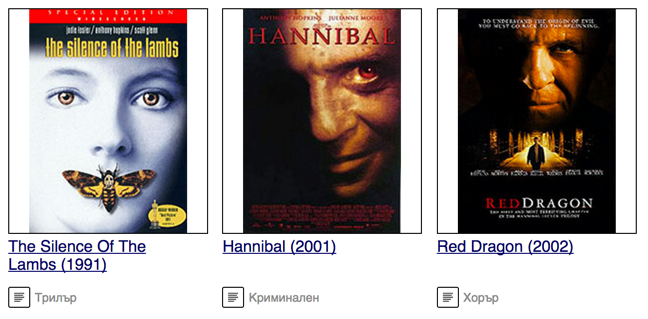 SPECIAL EDITION
WIDESCREEN
jodie foster / anthony hopkins / scott glenn
the silence of the lambs
ANTHONY HOPKINS JULIANNE MOORE
HANNIBAL
TO UNDERSTAND THE ORIGIN OF EVIL,
YOU MUST GO BACK TO THE BEGINNING.
RED DRAGON
THE FIRST AND MOST TERRIFYING CHAPTER
IN THE HANNIBAL LECTER TRILOGY
The Silence Of The
Lambs (1991)
Hannibal (2001)
Red Dragon (2002)
Трилър
Криминален
Хорър